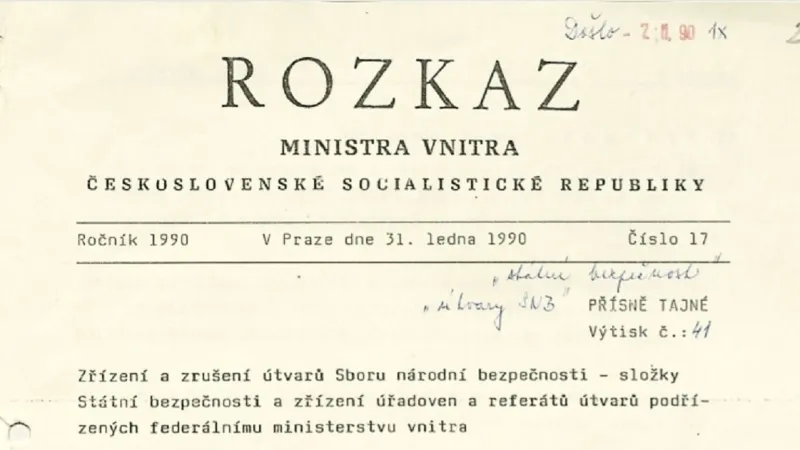 Došlo - 2. II. 90 1x
ROZKAZ
MINISTRA VNITRA
ČESKOSLOVENSKÉ SOCIALISTICKÉ REPUBLIKY
Ročník 1990 V Praze dne 31. ledna 1990 Číslo 17
„státní bezpečnost"
„útvary SNB" PŘÍSNĚ TAJNÉ
Výtisk č.: 41
Zřízení a zrušení útvarů Sboru národní bezpečnosti - složky
Státní bezpečnosti a zřízení úřadoven a referátů útvarů podří-
zených federálnímu ministerstvu vnitra